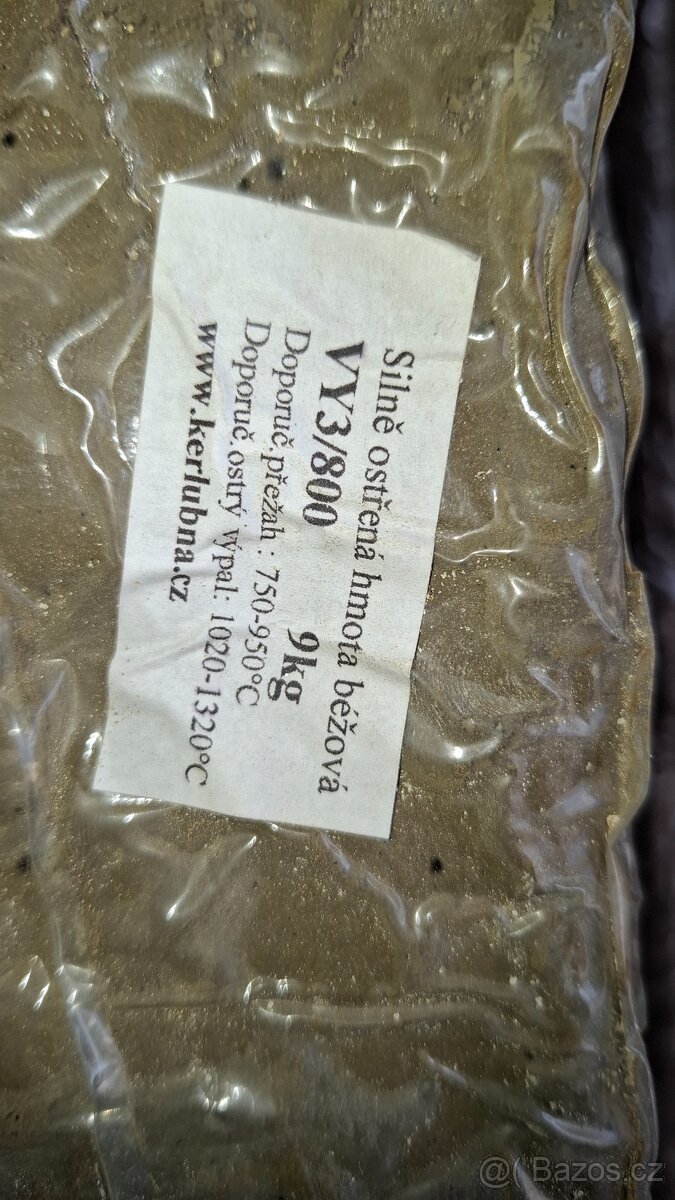 Silně ostřená hmota béžová
VY3/800 9kg
Doporuč.přežah : 750-950°C
Doporuč.ostrý výpal: 1020-1320°C
www.kerlubna.cz
@( Bazos.cz